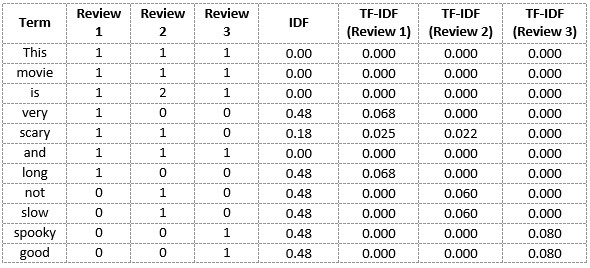 Term Review 1 Review 2 Review 3 IDF TF-IDF (Review 1) TF-IDF (Review 2) TF-IDF (Review 3)
This 1 1 1 0.00 0.000 0.000 0.000
movie 1 1 1 0.00 0.000 0.000 0.000
is 1 2 1 0.00 0.000 0.000 0.000
very 1 0 0 0.48 0.068 0.000 0.000
scary 1 1 0 0.18 0.025 0.022 0.000
and 1 1 1 0.00 0.000 0.000 0.000
long 1 0 0 0.48 0.068 0.000 0.000
not 0 1 0 0.48 0.000 0.060 0.000
slow 0 1 0 0.48 0.000 0.060 0.000
spooky 0 0 1 0.48 0.000 0.000 0.080
good 0 0 1 0.48 0.000 0.000 0.080